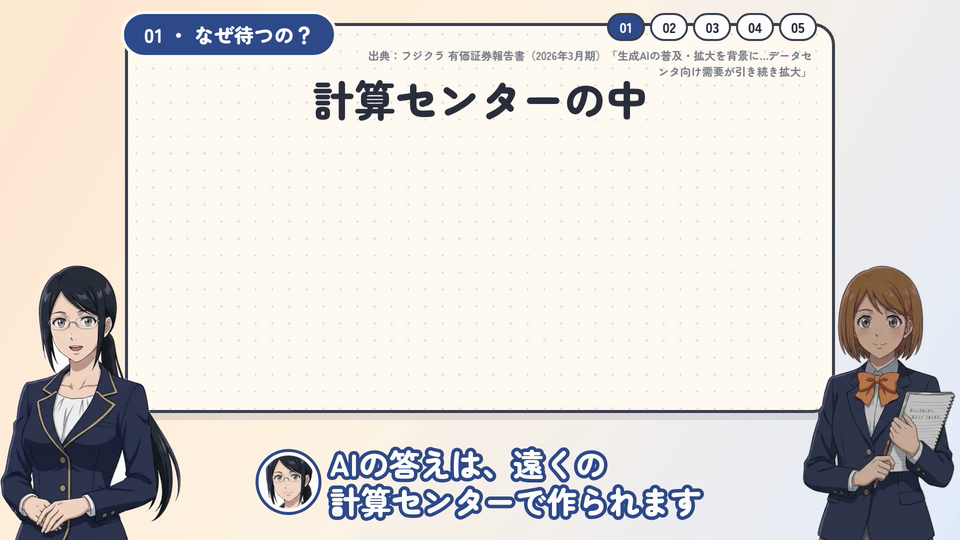 01 ・ なぜ待つの？
01 02 03 04 05
出典：フジクラ 有価証券報告書（2026年3月期）「生成AIの普及・拡大を背景に…データセ
ンタ向け需要が引き続き拡大」
計算センターの中
AIの答えは、遠くの
計算センターで作られます